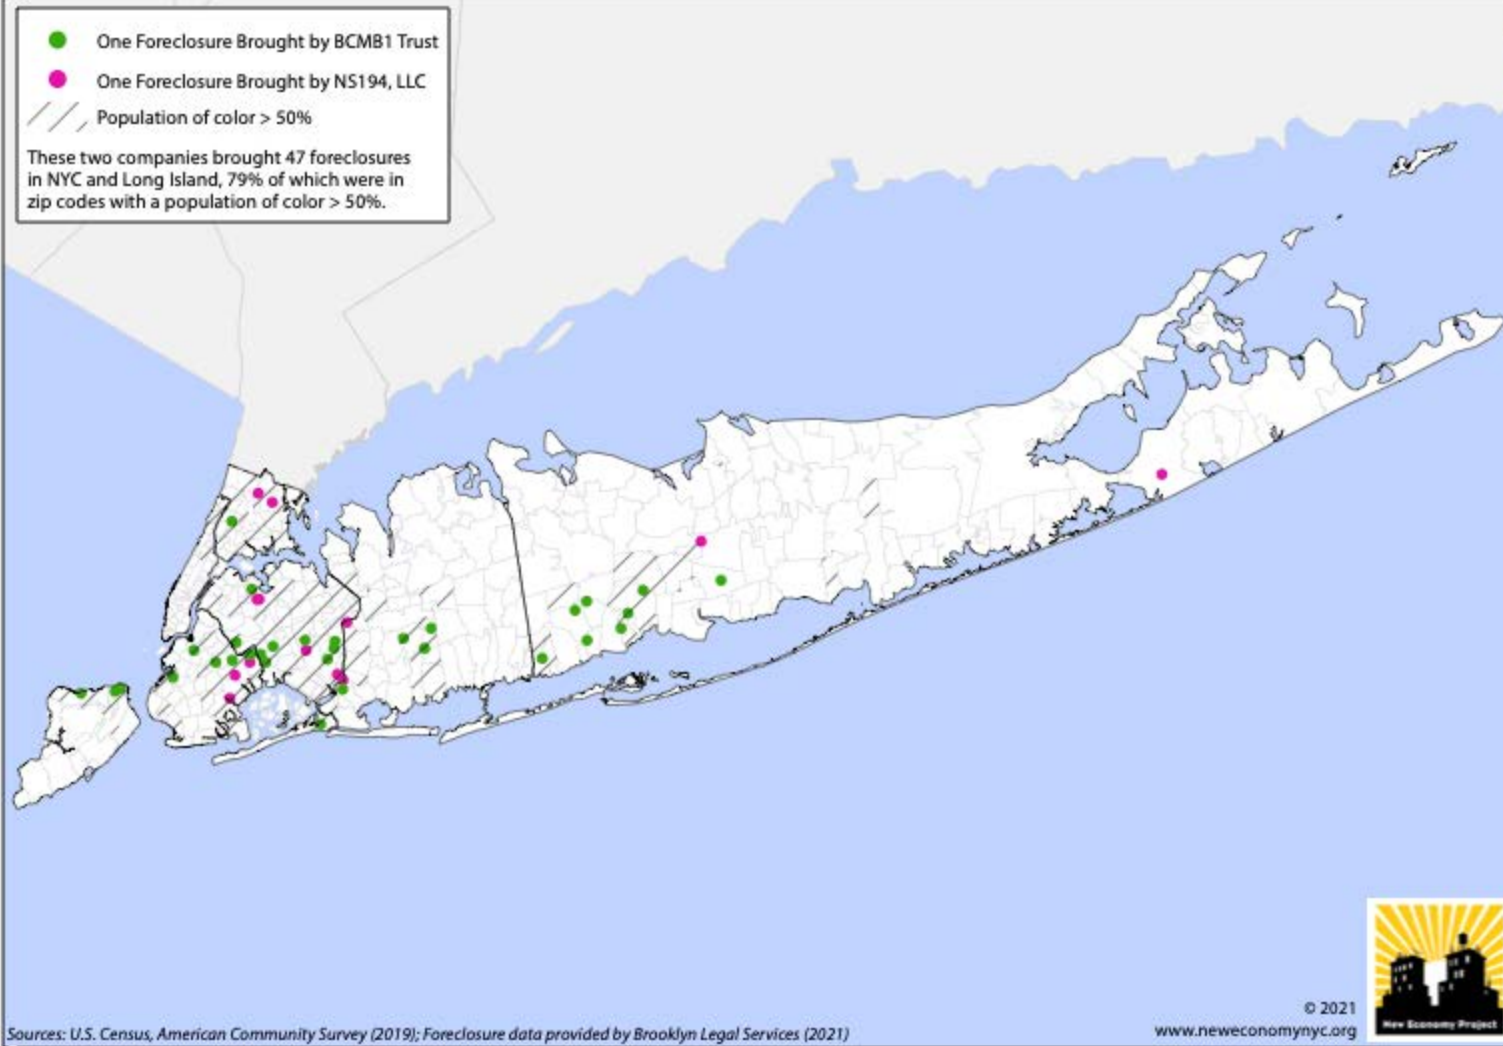 One Foreclosure Brought by BCMB1 Trust
One Foreclosure Brought by NS194, LLC
Population of color > 50%
These two companies brought 47 foreclosures
in NYC and Long Island, 79% of which were in
zip codes with a population of color > 50%.
© 2021
www.neweconomynyc.org
New Economy Project
Sources: U.S. Census, American Community Survey (2019); Foreclosure data provided by Brooklyn Legal Services (2021)